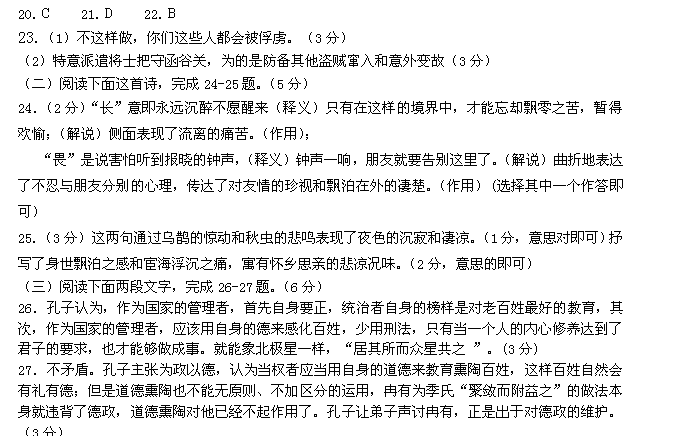 20. C    21. D    22. B
23.（1）不这样做，你们这些人都会被俘虏。（3分）
（2）特意派遣将士把守函谷关，为的是防备其他盗贼窜入和意外变故（3分）
（二）阅读下面这首诗，完成24-25题。（5分）
24.（2分）“长”意即永远沉醉不愿醒来（释义）只有在这样的境界中，才能忘却飘零之苦，暂得
欢愉；（解说）侧面表现了流离的痛苦。（作用）；
“畏”是说害怕听到报晓的钟声，（释义）钟声一响，朋友就要告别这里了。（解说）曲折地表达
了不忍与朋友分别的心理，传达了对友情的珍视和飘泊在外的凄楚。（作用）(选择其中一个作答即
可）
25.（3分）这两句通过乌鹊的惊动和秋虫的悲鸣表现了夜色的沉寂和凄凉。（1分，意思对即可）抒
写了身世飘泊之感和宦海浮沉之痛，寓有怀乡思亲的悲凉况味。（2分，意思的即可）
（三）阅读下面两段文字，完成26-27题。（6分）
26. 孔子认为，作为国家的管理者，首先自身要正，统治者自身的榜样是对老百姓最好的教育，其
次，作为国家的管理者，应该用自身的德来感化百姓，少用刑法，只有当一个人的内心修养达到了
君子的要求，也才能够做成事。就能象北极星一样，“居其所而众星共之 ”。(3分)
27. 不矛盾。孔子主张为政以德，认为当权者应当用自身的道德来教育熏陶百姓，这样百姓自然会
有礼有德；但是道德熏陶也不能无原则、不加区分的运用，冉有为季氏“聚敛而附益之”的做法本
身就违背了德政，道德熏陶对他已经不起作用了。孔子让弟子声讨冉有，正是出于对德政的维护。
（3分）